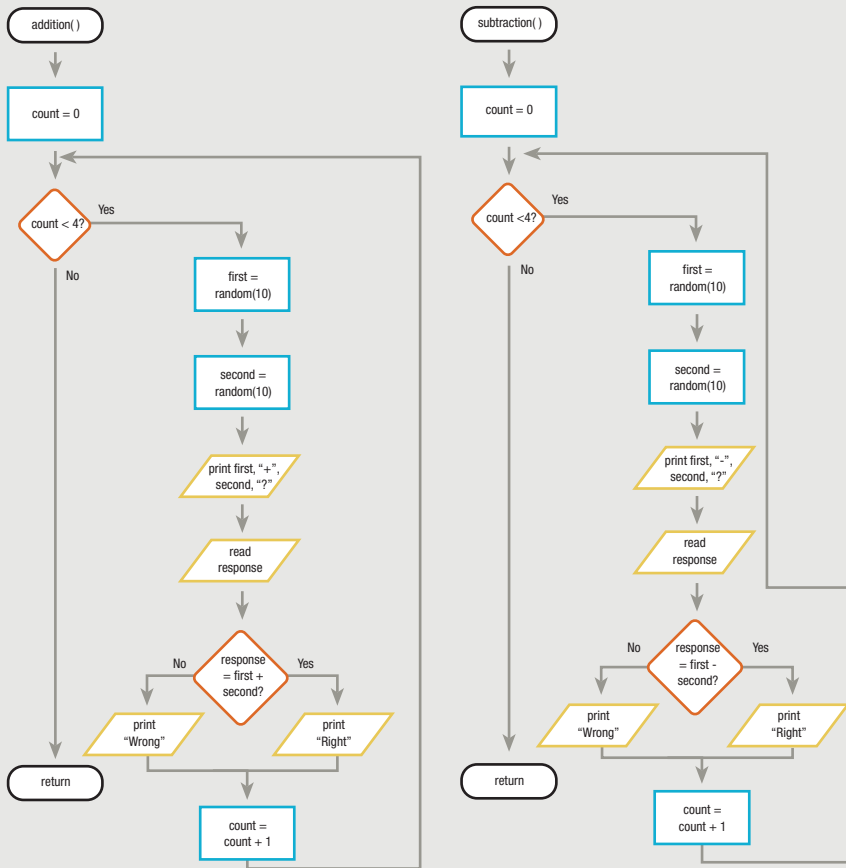 addition( )
count = 0
count < 4?
Yes
No
first =
random(10)
second =
random(10)
print first, “+”,
second, “?”
read
response
response
= first +
second?
No
Yes
print
“Wrong”
print
“Right”
return
count =
count + 1
subtraction( )
count = 0
count <4?
Yes
No
first =
random(10)
second =
random(10)
print first, “-”,
second, “?”
read
response
response
= first -
second?
No
Yes
print
“Wrong”
print
“Right”
return
count =
count + 1